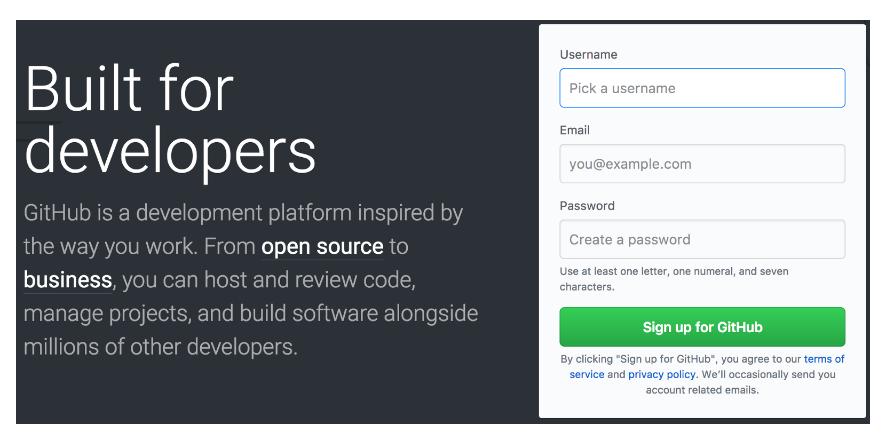 Built for
developers
GitHub is a development platform inspired by
the way you work. From open source to
business, you can host and review code,
manage projects, and build software alongside
millions of other developers.
Username
Pick a username
Email
you@example.com
Password
Create a password
Use at least one letter, one numeral, and seven
characters.
Sign up for GitHub
By clicking "Sign up for GitHub", you agree to our terms of
service and privacy policy. We’ll occasionally send you
account related emails.